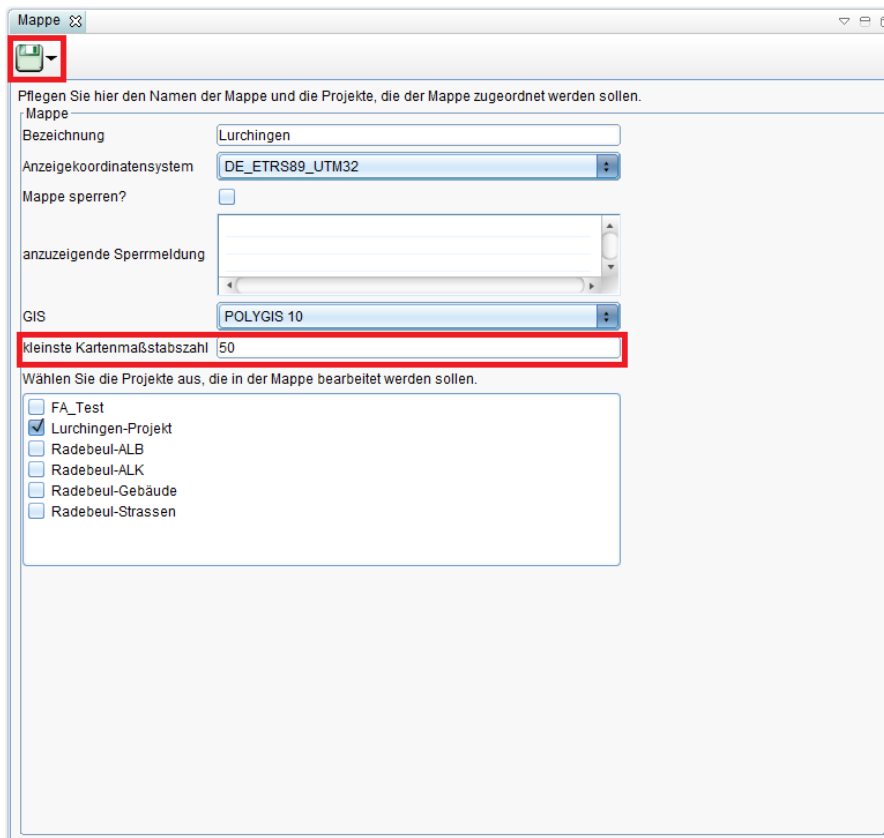 Mappe
Pflegen Sie hier den Namen der Mappe und die Projekte, die der Mappe zugeordnet werden sollen.
Mappe
Bezeichnung Lurchingen
Anzeigekoordinatensystem DE_ETRS89_UTM32
Mappe sperren?
anzuzeigende Sperrmeldung
GIS POLYGIS 10
kleinste Kartenmaßstabszahl 50
Wählen Sie die Projekte aus, die in der Mappe bearbeitet werden sollen.
FA_Test
Lurchingen-Projekt
Radebeul-ALB
Radebeul-ALK
Radebeul-Gebäude
Radebeul-Strassen